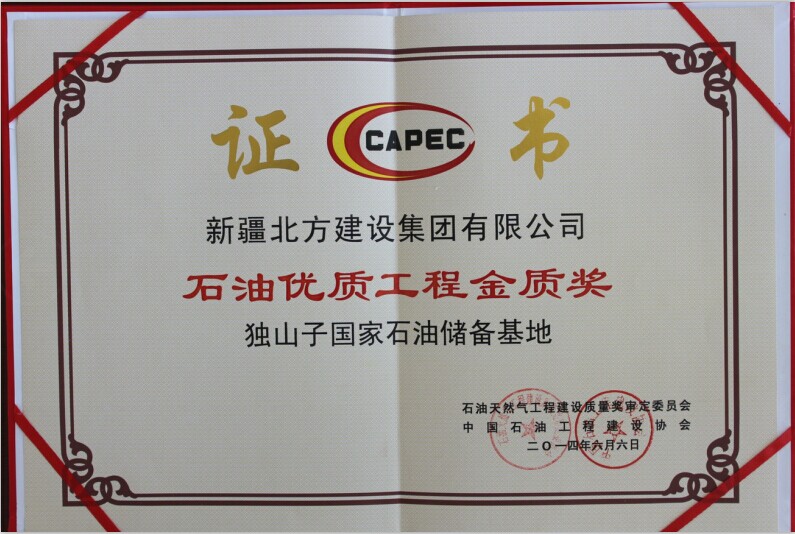 证 CAPEC 书
新疆北方建设集团有限公司
石油优质工程金质奖
独山子国家石油储备基地
石油天然气工程建设质量奖审定委员会
中国石油工程建设协会
二〇一四年六月六日